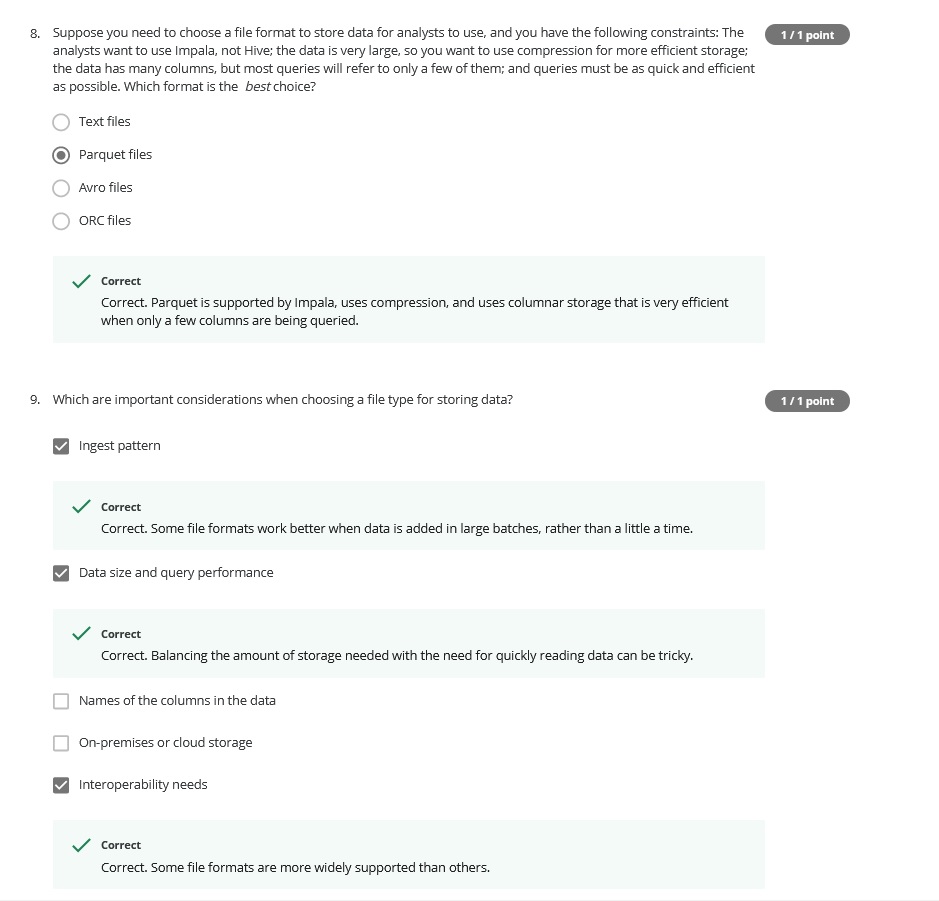 8. Suppose you need to choose a file format to store data for analysts to use, and you have the following constraints: The
1 / 1 point
analysts want to use Impala, not Hive; the data is very large, so you want to use compression for more efficient storage;
the data has many columns, but most queries will refer to only a few of them; and queries must be as quick and efficient
as possible. Which format is the best choice?
Text files
Parquet files
Avro files
ORC files
Correct
Correct. Parquet is supported by Impala, uses compression, and uses columnar storage that is very efficient
when only a few columns are being queried.
9. Which are important considerations when choosing a file type for storing data?
1 / 1 point
Ingest pattern
Correct
Correct. Some file formats work better when data is added in large batches, rather than a little a time.
Data size and query performance
Correct
Correct. Balancing the amount of storage needed with the need for quickly reading data can be tricky.
Names of the columns in the data
On-premises or cloud storage
Interoperability needs
Correct
Correct. Some file formats are more widely supported than others.